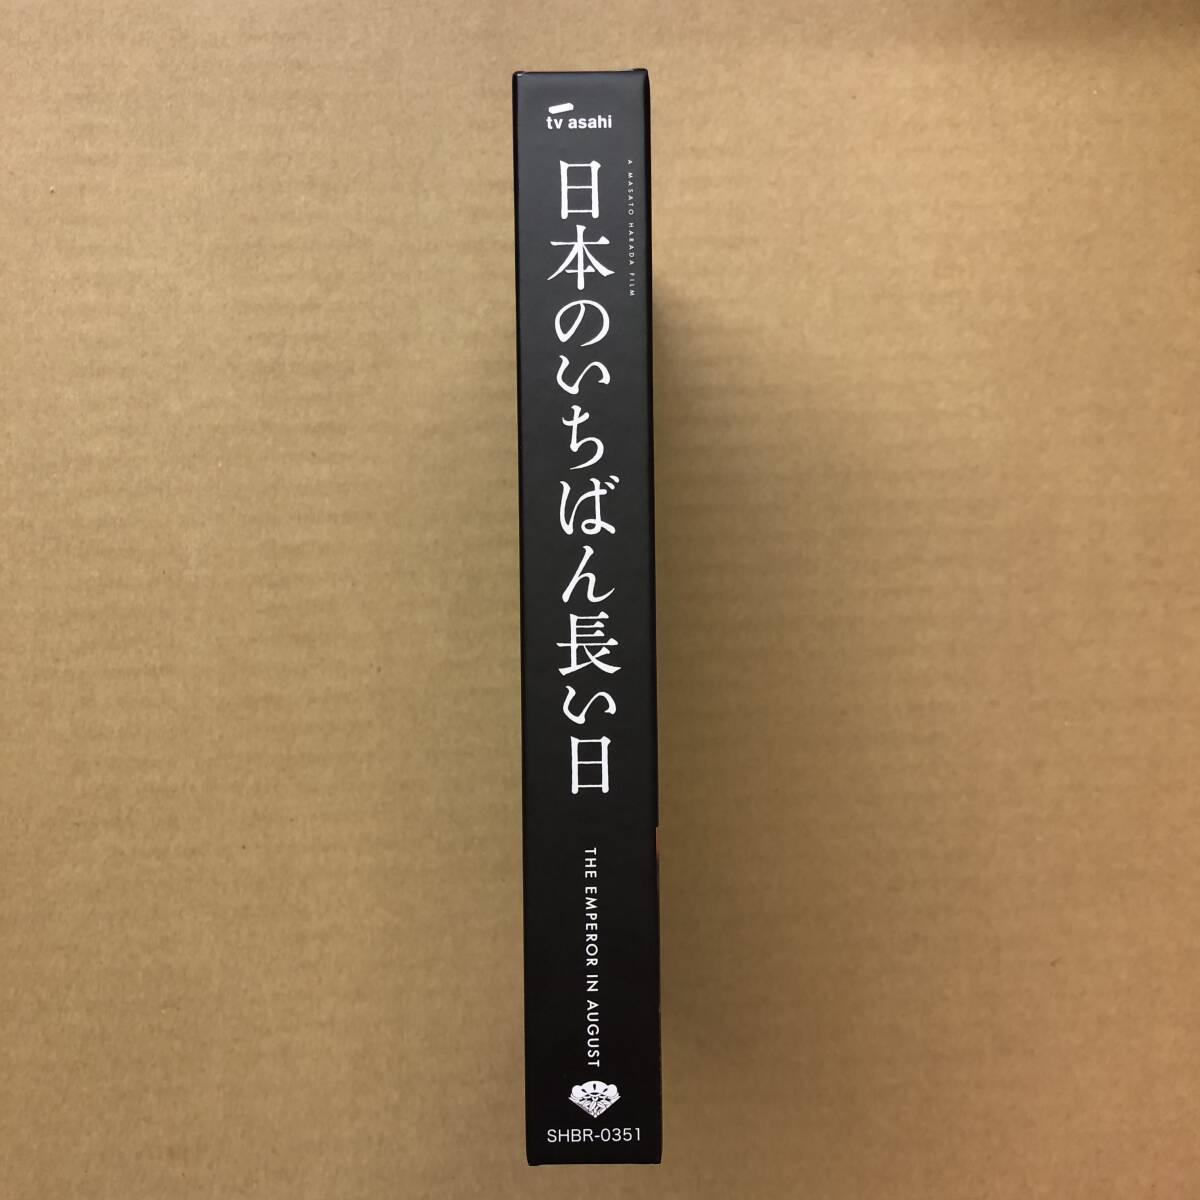 tv asahi
A MASATO HARADA FILM
日本のいちばん長い日
THE EMPEROR IN AUGUST
SHBR-0351